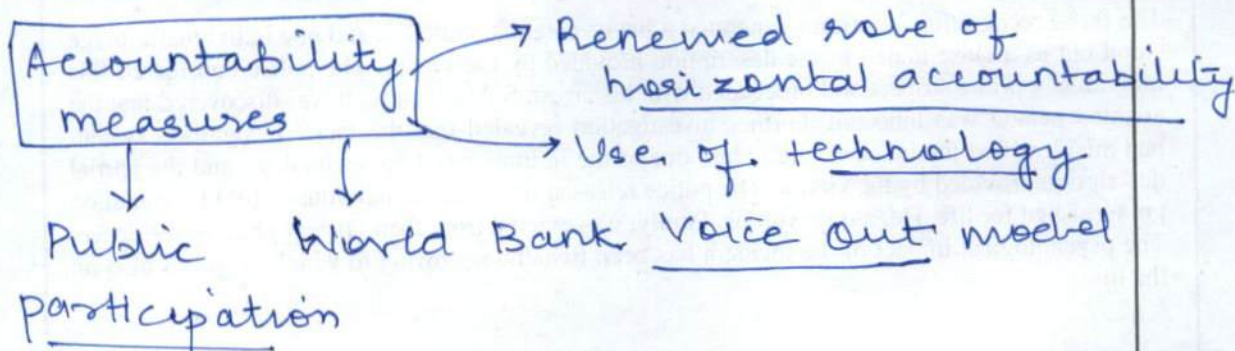 Accountability
measures
Renewed role of
horizontal accountability
Use. of. technology
Public
participation
World Bank Voice Out model